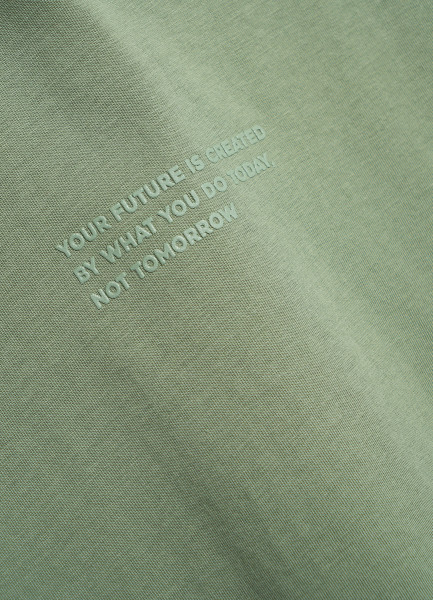 YOUR FUTURE IS CREATED
BY WHAT YOU DO TODAY,
NOT TOMORROW